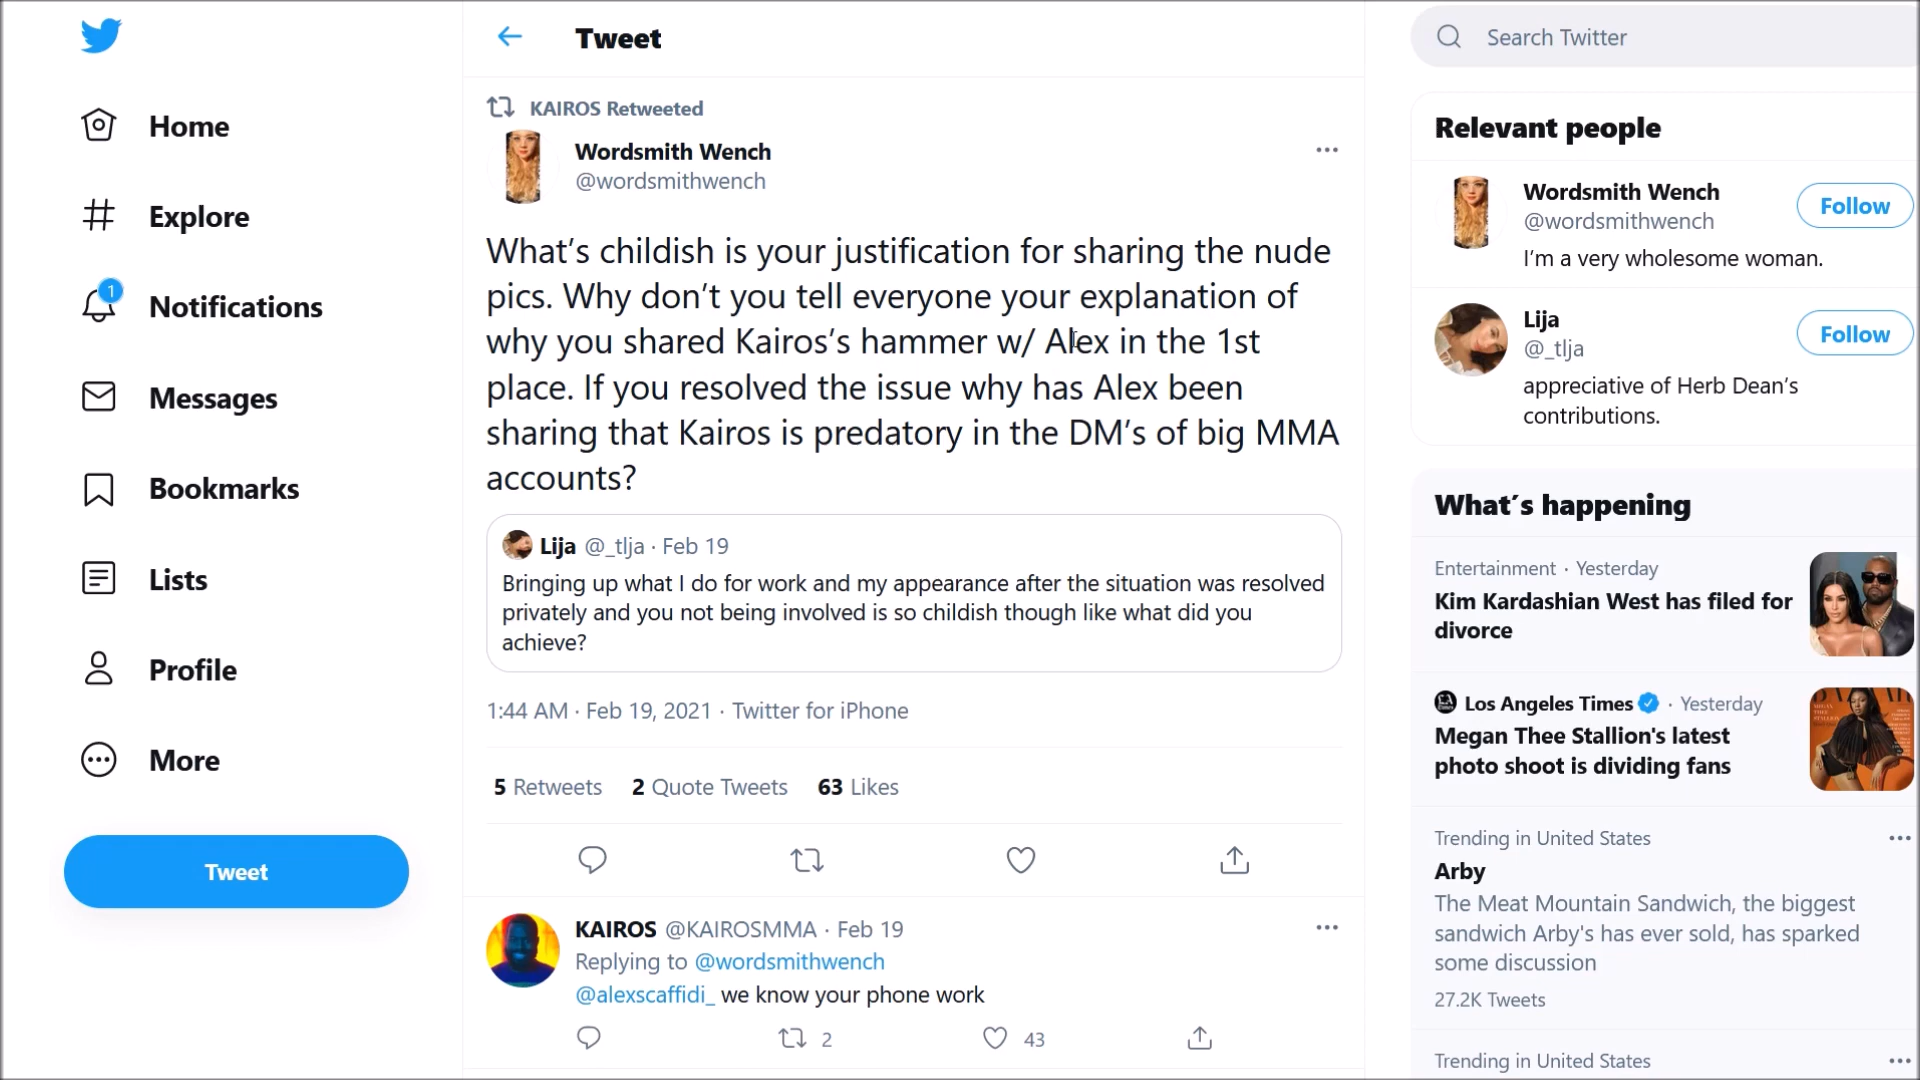 Tweet
Search Twitter
Home
Explore
1
Notifications
Messages
Bookmarks
Lists
Profile
More
Tweet
KAIROS Retweeted
Wordsmith Wench
@wordsmithwench
What's childish is your justification for sharing the nude
pics. Why don't you tell everyone your explanation of
why you shared Kairos's hammer w/ Alex in the 1st
place. If you resolved the issue why has Alex been
sharing that Kairos is predatory in the DM's of big MMA
accounts?
Lija @_tlja · Feb 19
Bringing up what I do for work and my appearance after the situation was resolved
privately and you not being involved is so childish though like what did you
achieve?
1:44 AM · Feb 19, 2021 · Twitter for iPhone
5 Retweets 2 Quote Tweets 63 Likes
KAIROS @KAIROSMMA · Feb 19
Replying to @wordsmithwench
@alexscaffidi_ we know your phone work
2 43
Relevant people
Wordsmith Wench
@wordsmithwench
Follow
I'm a very wholesome woman.
Lija
@_tlja
Follow
appreciative of Herb Dean's
contributions.
What´s happening
Entertainment · Yesterday
Kim Kardashian West has filed for
divorce
Los Angeles Times · Yesterday
Megan Thee Stallion's latest
photo shoot is dividing fans
Trending in United States
Arby
The Meat Mountain Sandwich, the biggest
sandwich Arby's has ever sold, has sparked
some discussion
27.2K Tweets
Trending in United States